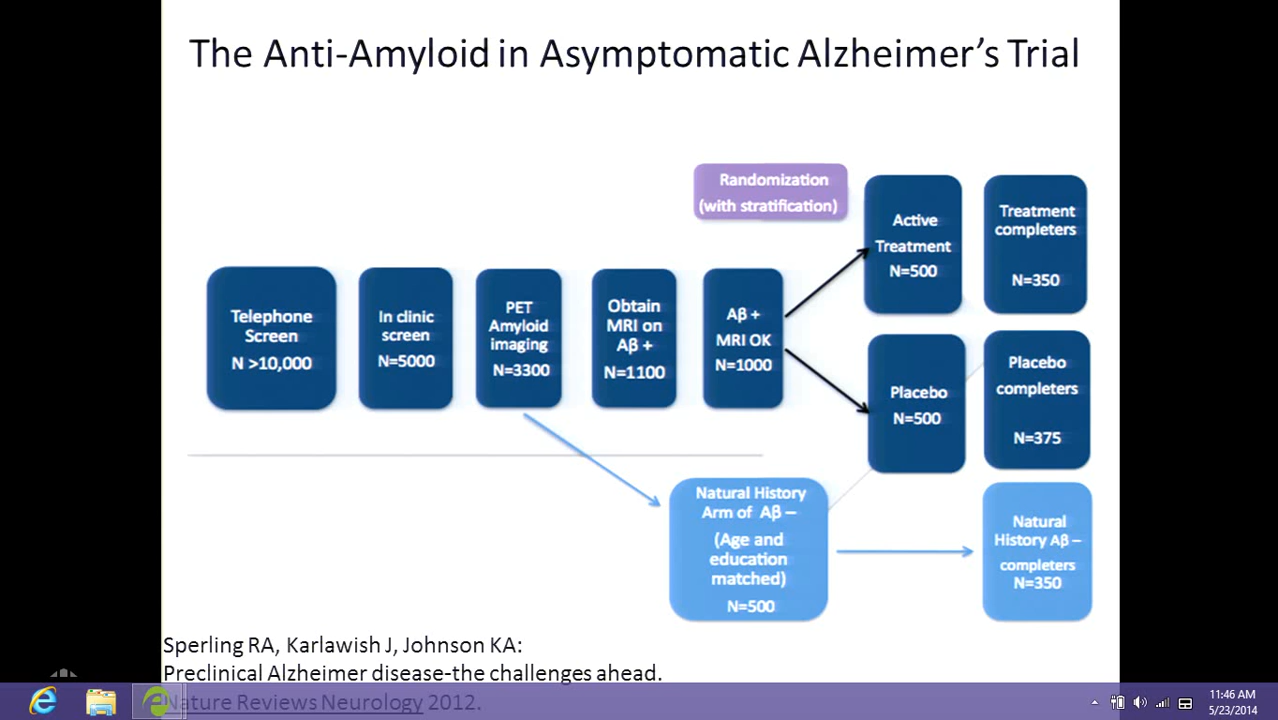 The Anti-Amyloid in Asymptomatic Alzheimer's Trial
Randomization
(with stratification)
Telephone
Screen
N >10,000
In clinic
screen
N=5000
PET
Amyloid
imaging
N=3300
Obtain
MRI on
Aβ +
N=1100
Aβ +
MRI OK
N=1000
Active
Treatment
N=500
Treatment
completers
N=350
Placebo
N=500
Placebo
completers
N=375
Natural History
Arm of Aβ –
(Age and
education
matched)
N=500
Natural
History Aβ –
completers
N=350
Sperling RA, Karlawish J, Johnson KA:
Preclinical Alzheimer disease-the challenges ahead.
Nature Reviews Neurology 2012.
11:46 AM
5/23/2014